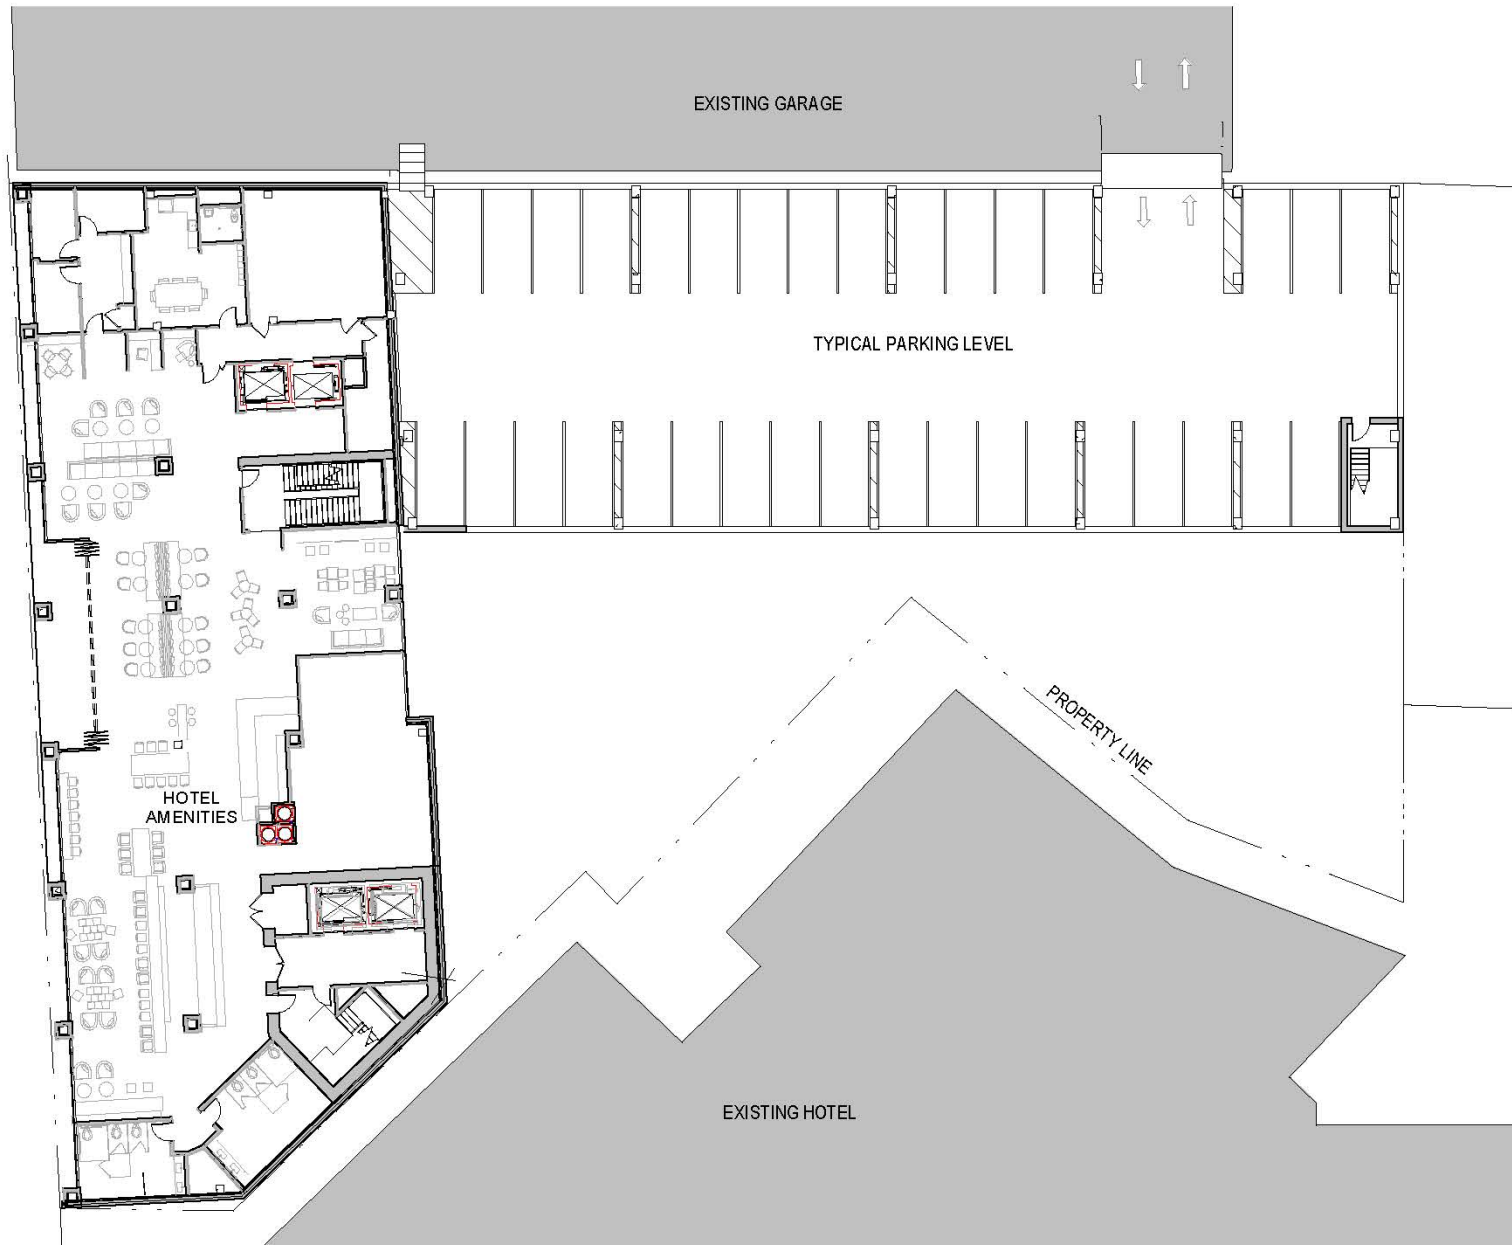 EXISTING GARAGE
TYPICAL PARKING LEVEL
PROPERTY LINE
HOTEL
AMENITIES
EXISTING HOTEL